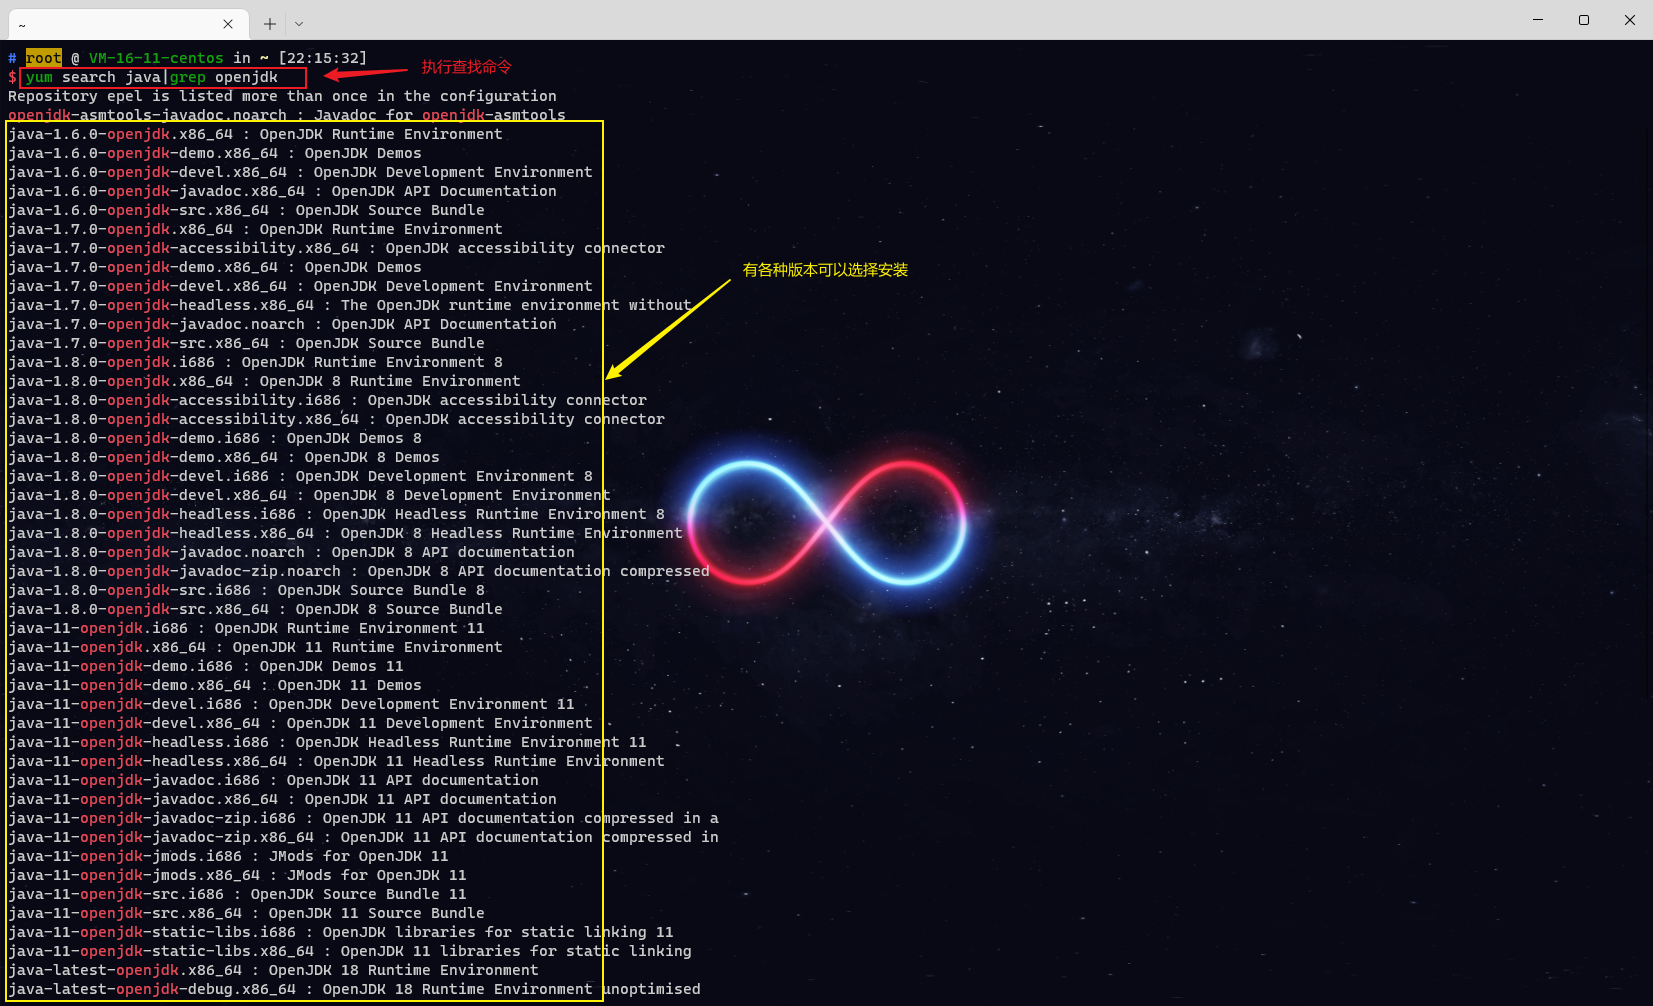 ~
# root @ VM-16-11-centos in ~ [22:15:32]
$ yum search java|grep openjdk
执行查找命令
Repository epel is listed more than once in the configuration
openjdk-asmtools-javadoc.noarch : Javadoc for openjdk-asmtools
java-1.6.0-openjdk.x86_64 : OpenJDK Runtime Environment
java-1.6.0-openjdk-demo.x86_64 : OpenJDK Demos
java-1.6.0-openjdk-devel.x86_64 : OpenJDK Development Environment
java-1.6.0-openjdk-javadoc.x86_64 : OpenJDK API Documentation
java-1.6.0-openjdk-src.x86_64 : OpenJDK Source Bundle
java-1.7.0-openjdk.x86_64 : OpenJDK Runtime Environment
java-1.7.0-openjdk-accessibility.x86_64 : OpenJDK accessibility connector
java-1.7.0-openjdk-demo.x86_64 : OpenJDK Demos
有各种版本可以选择安装
java-1.7.0-openjdk-devel.x86_64 : OpenJDK Development Environment
java-1.7.0-openjdk-headless.x86_64 : The OpenJDK runtime environment without
java-1.7.0-openjdk-javadoc.noarch : OpenJDK API Documentation
java-1.7.0-openjdk-src.x86_64 : OpenJDK Source Bundle
java-1.8.0-openjdk.i686 : OpenJDK Runtime Environment 8
java-1.8.0-openjdk.x86_64 : OpenJDK 8 Runtime Environment
java-1.8.0-openjdk-accessibility.i686 : OpenJDK accessibility connector
java-1.8.0-openjdk-accessibility.x86_64 : OpenJDK accessibility connector
java-1.8.0-openjdk-demo.i686 : OpenJDK Demos 8
java-1.8.0-openjdk-demo.x86_64 : OpenJDK 8 Demos
java-1.8.0-openjdk-devel.i686 : OpenJDK Development Environment 8
java-1.8.0-openjdk-devel.x86_64 : OpenJDK 8 Development Environment
java-1.8.0-openjdk-headless.i686 : OpenJDK Headless Runtime Environment 8
java-1.8.0-openjdk-headless.x86_64 : OpenJDK 8 Headless Runtime Environment
java-1.8.0-openjdk-javadoc.noarch : OpenJDK 8 API documentation
java-1.8.0-openjdk-javadoc-zip.noarch : OpenJDK 8 API documentation compressed
java-1.8.0-openjdk-src.i686 : OpenJDK Source Bundle 8
java-1.8.0-openjdk-src.x86_64 : OpenJDK 8 Source Bundle
java-11-openjdk.i686 : OpenJDK Runtime Environment 11
java-11-openjdk.x86_64 : OpenJDK 11 Runtime Environment
java-11-openjdk-demo.i686 : OpenJDK Demos 11
java-11-openjdk-demo.x86_64 : OpenJDK 11 Demos
java-11-openjdk-devel.i686 : OpenJDK Development Environment 11
java-11-openjdk-devel.x86_64 : OpenJDK 11 Development Environment
java-11-openjdk-headless.i686 : OpenJDK Headless Runtime Environment 11
java-11-openjdk-headless.x86_64 : OpenJDK 11 Headless Runtime Environment
java-11-openjdk-javadoc.i686 : OpenJDK 11 API documentation
java-11-openjdk-javadoc.x86_64 : OpenJDK 11 API documentation
java-11-openjdk-javadoc-zip.i686 : OpenJDK 11 API documentation compressed in a
java-11-openjdk-javadoc-zip.x86_64 : OpenJDK 11 API documentation compressed in
java-11-openjdk-jmods.i686 : JMods for OpenJDK 11
java-11-openjdk-jmods.x86_64 : JMods for OpenJDK 11
java-11-openjdk-src.i686 : OpenJDK Source Bundle 11
java-11-openjdk-src.x86_64 : OpenJDK 11 Source Bundle
java-11-openjdk-static-libs.i686 : OpenJDK libraries for static linking 11
java-11-openjdk-static-libs.x86_64 : OpenJDK 11 libraries for static linking
java-latest-openjdk.x86_64 : OpenJDK 18 Runtime Environment
java-latest-openjdk-debug.x86_64 : OpenJDK 18 Runtime Environment unoptimised